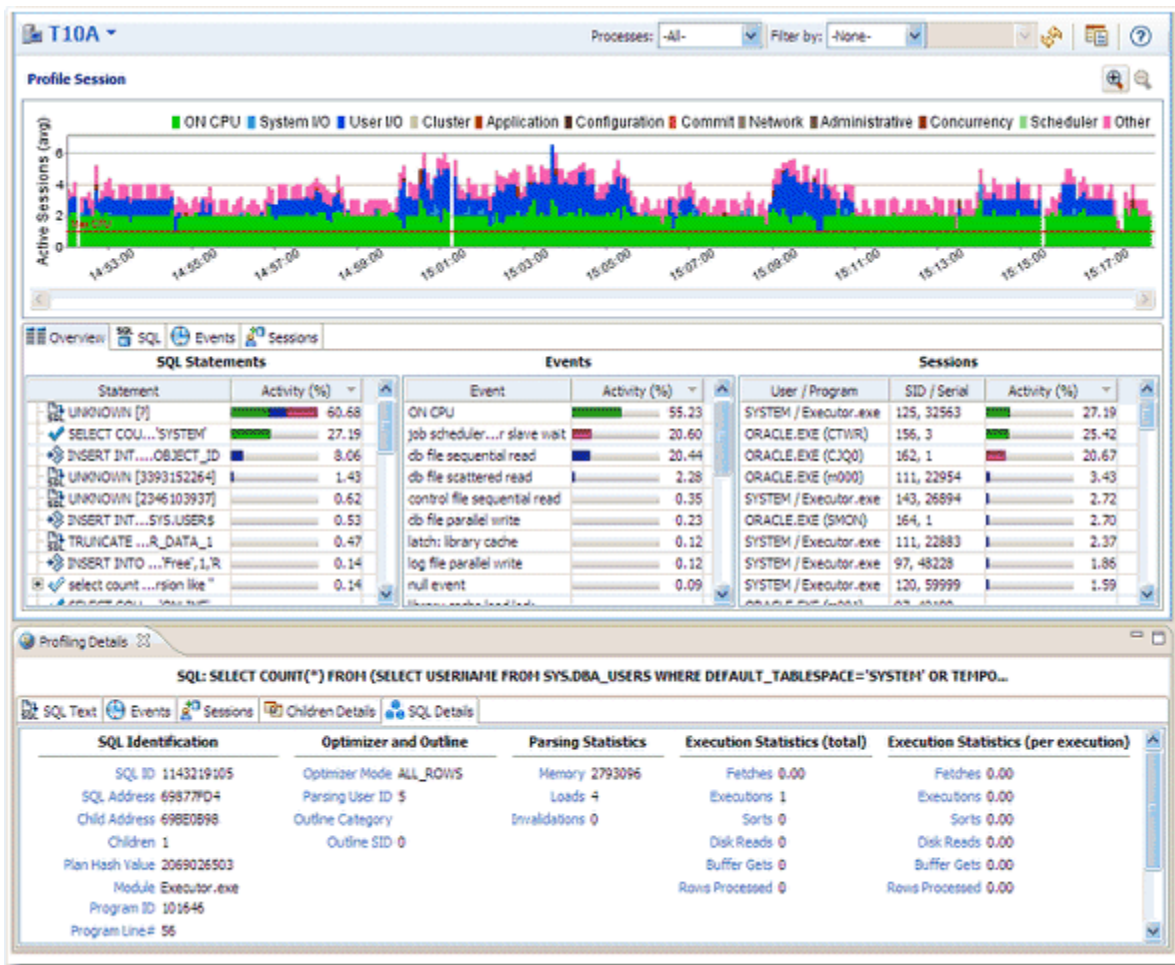 T10A
Processes: -All- Filter by: -None-
Profile Session
ON CPU System I/O User I/O Cluster Application Configuration Commit Network Administrative Concurrency Scheduler Other
Active Sessions (avg)
6
4
2
0
14:53:00 14:55:00 14:57:00 14:59:00 15:01:00 15:03:00 15:05:00 15:07:00 15:09:00 15:11:00 15:13:00 15:15:00 15:17:00
Overview SQL Events Sessions
SQL Statements Events Sessions
Statement Activity (%) Event Activity (%) User / Program SID / Serial Activity (%)
UNKNOWN [?] 60.68 ON CPU 55.23 SYSTEM / Executor.exe 125, 32563 27.19
SELECT COU...'SYSTEM' 27.19 job scheduler...r slave wait 20.60 ORACLE.EXE (CTWR) 156, 3 25.42
INSERT INT....OBJECT_ID 8.06 db file sequential read 20.44 ORACLE.EXE (CJQ0) 162, 1 20.67
UNKNOWN [3393152264] 1.43 db file scattered read 2.28 ORACLE.EXE (m000) 111, 22954 3.43
UNKNOWN [2346103937] 0.62 control file sequential read 0.35 SYSTEM / Executor.exe 143, 26894 2.72
INSERT INT...SYS.USER$ 0.53 db file parallel write 0.23 ORACLE.EXE (SMON) 164, 1 2.70
TRUNCATE ...R_DATA_1 0.47 latch: library cache 0.12 SYSTEM / Executor.exe 111, 22883 2.37
INSERT INTO ...'Free',1,'R 0.14 log file parallel write 0.12 SYSTEM / Executor.exe 97, 48228 1.86
select count ...rsion like '' 0.14 null event 0.09 SYSTEM / Executor.exe 120, 59999 1.59
Profiling Details
SQL: SELECT COUNT(*) FROM (SELECT USERNAME FROM SYS.DBA_USERS WHERE DEFAULT_TABLESPACE='SYSTEM' OR TEMPO...
SQL Text Events Sessions Children Details SQL Details
SQL Identification Optimizer and Outline Parsing Statistics Execution Statistics (total) Execution Statistics (per execution)
SQL ID 1143219105 Optimizer Mode ALL_ROWS Memory 2793096 Fetches 0.00 Fetches 0.00
SQL Address 69877FD4 Parsing User ID 5 Loads 4 Executions 1 Executions 0.00
Child Address 698E0B98 Outline Category Invalidations 0 Sorts 0 Sorts 0.00
Children 1 Outline SID 0 Disk Reads 0 Disk Reads 0.00
Plan Hash Value 2069026503 Buffer Gets 0 Buffer Gets 0.00
Module Executor.exe Rows Processed 0 Rows Processed 0.00
Program ID 101646
Program Line# 56